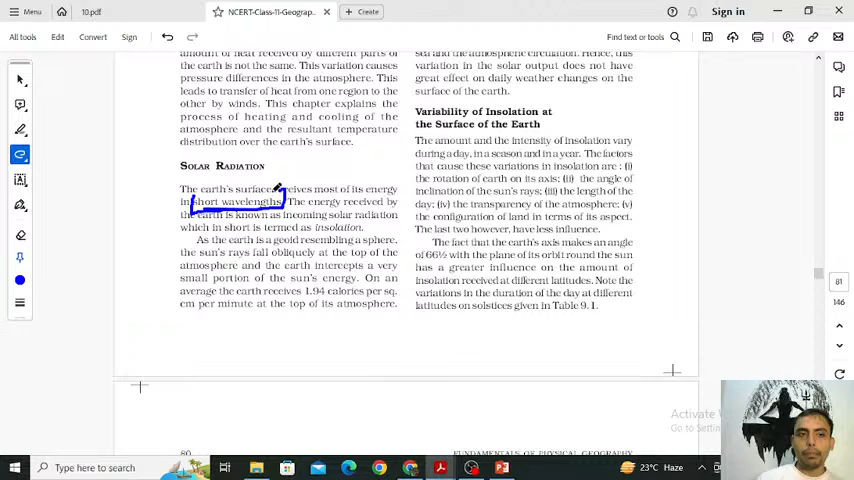 Menu
10.pdf
NCERT-Class-11-Geograp...
Create
Sign in
All tools
Edit
Convert
Sign
Find text or tools
amount of heat received by different parts of
the earth is not the same. This variation causes
pressure differences in the atmosphere. This
leads to transfer of heat from one region to the
other by winds. This chapter explains the
process of heating and cooling of the
atmosphere and the resultant temperature
distribution over the earth's surface.
SOLAR RADIATION
The earth's surface receives most of its energy
in short wavelengths. The energy received by
the earth is known as incoming solar radiation
which in short is termed as insolation.
As the earth is a geoid resembling a sphere,
the sun's rays fall obliquely at the top of the
atmosphere and the earth intercepts a very
small portion of the sun's energy. On an
average the earth receives 1.94 calories per sq.
cm per minute at the top of its atmosphere.
sea and the atmospheric circulation. Hence, this
variation in the solar output does not have
great effect on daily weather changes on the
surface of the earth.
Variability of Insolation at
the Surface of the Earth
The amount and the intensity of insolation vary
during a day, in a season and in a year. The factors
that cause these variations in insolation are : (i)
the rotation of earth on its axis; (ii) the angle of
inclination of the sun's rays; (iii) the length of the
day; (iv) the transparency of the atmosphere; (v)
the configuration of land in terms of its aspect.
The last two however, have less influence.
The fact that the earth's axis makes an angle
of 66½ with the plane of its orbit round the sun
has a greater influence on the amount of
insolation received at different latitudes. Note the
variations in the duration of the day at different
latitudes on solstices given in Table 9.1.
81
146
80
FUNDAMENTALS OF PHYSICAL GEOGRAPHY
Activate
Go to Setting
Type here to search
23°C Haze